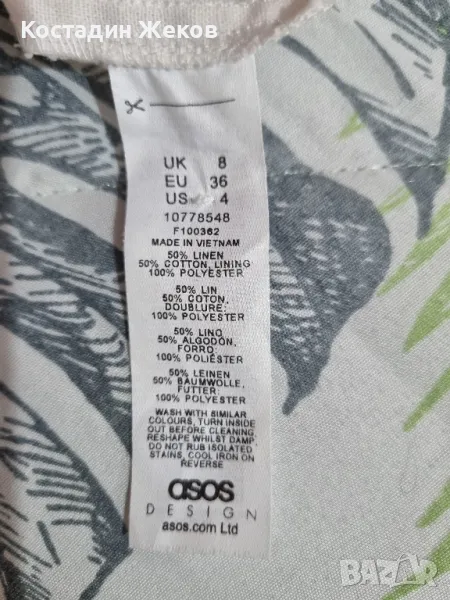 Костадин Жеков
UK 8
EU 36
US 4
10778548
F100362
MADE IN VIETNAM
50% LINEN
50% COTTON, LINING:
100% POLYESTER
50% LIN
50% COTON,
DOUBLURE:
100% POLYESTER
50% LINO
50% ALGODÓN,
FORRO:
100% POLIÉSTER
50% LEINEN
50% BAUMWOLLE,
FUTTER:
100% POLYESTER
WASH WITH SIMILAR
COLOURS, TURN INSIDE
OUT BEFORE CLEANING
RESHAPE WHILST DAMP,
DO NOT RUB ISOLATED
STAINS, COOL IRON ON
REVERSE
asos
DESIGN
asos.com Ltd
BAZAR